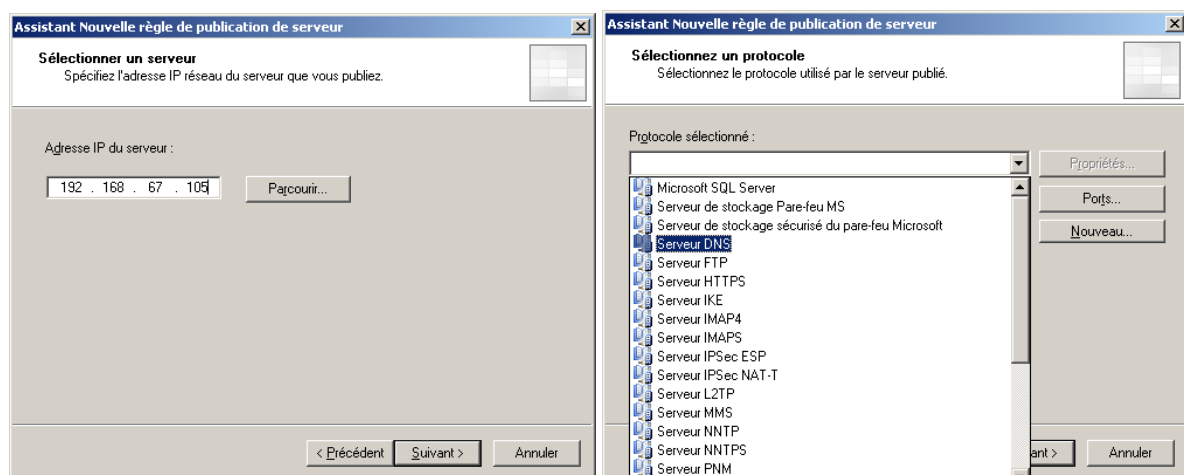 Assistant Nouvelle règle de publication de serveur
Sélectionner un serveur
Spécifiez l'adresse IP réseau du serveur que vous publiez.
Adresse IP du serveur :
192 . 168 . 67 . 105
Parcourir...
< Précédent
Suivant >
Annuler
Assistant Nouvelle règle de publication de serveur
Sélectionnez un protocole
Sélectionnez le protocole utilisé par le serveur publié.
Protocole sélectionné :
Propriétés...
Ports...
Nouveau...
Microsoft SQL Server
Serveur de stockage Pare-feu MS
Serveur de stockage sécurisé du pare-feu Microsoft
Serveur DNS
Serveur FTP
Serveur HTTPS
Serveur IKE
Serveur IMAP4
Serveur IMAPS
Serveur IPSec ESP
Serveur IPSec NAT-T
Serveur L2TP
Serveur MMS
Serveur NNTP
Serveur NNTPS
Serveur PNM
ant >
Annuler